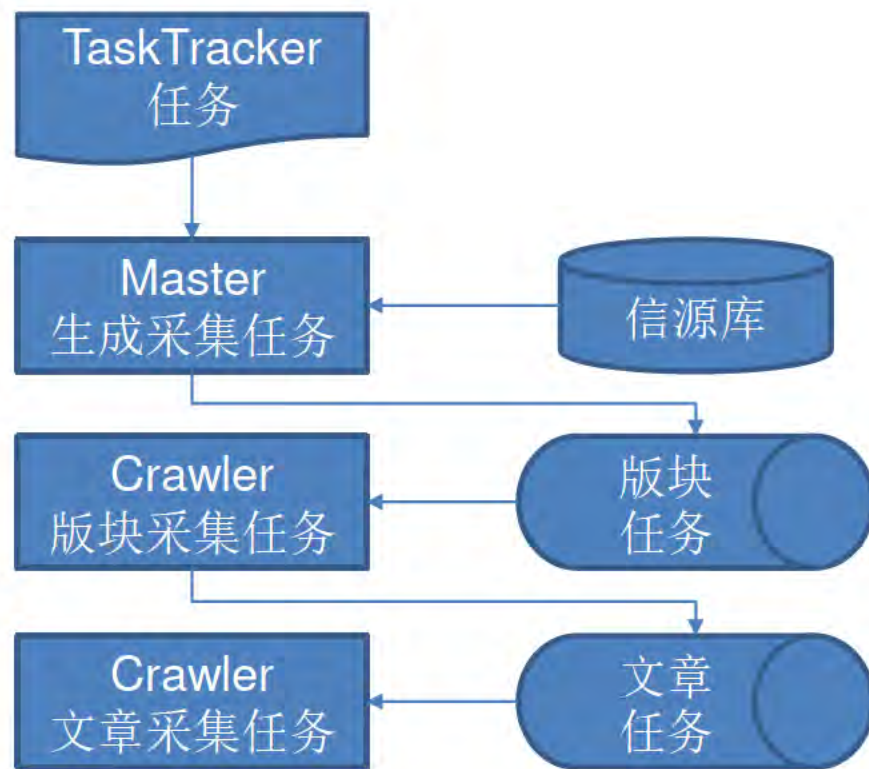 TaskTracker
任务
Master
生成采集任务
信源库
Crawler
版块采集任务
版块
任务
Crawler
文章采集任务
文章
任务